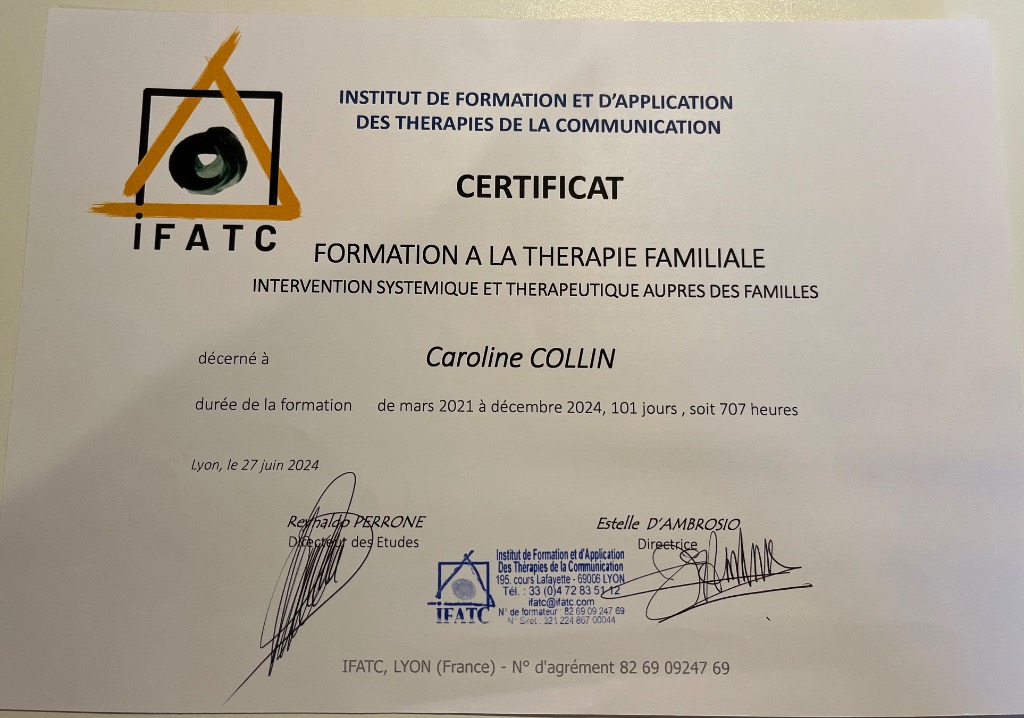 INSTITUT DE FORMATION ET D'APPLICATION
DES THERAPIES DE LA COMMUNICATION
CERTIFICAT
iFATC
FORMATION A LA THERAPIE FAMILIALE
INTERVENTION SYSTEMIQUE ET THERAPEUTIQUE AUPRES DES FAMILLES
décerné à Caroline COLLIN
durée de la formation de mars 2021 à décembre 2024, 101 jours , soit 707 heures
Lyon, le 27 juin 2024
Reynaldo PERRONE
Directeur des Etudes
Estelle D'AMBROSIO
Directrice
Institut de Formation et d'Application
Des Thérapies de la Communication
195, cours Lafayette - 69006 LYON
Tél. : 33 (0)4 72 83 51 12
ifatc@ifatc.com
N° de formateur : 82 69 09 247 69
N° Siret : 321 224 867 00044
IFATC
IFATC, LYON (France) - N° d'agrément 82 69 09247 69